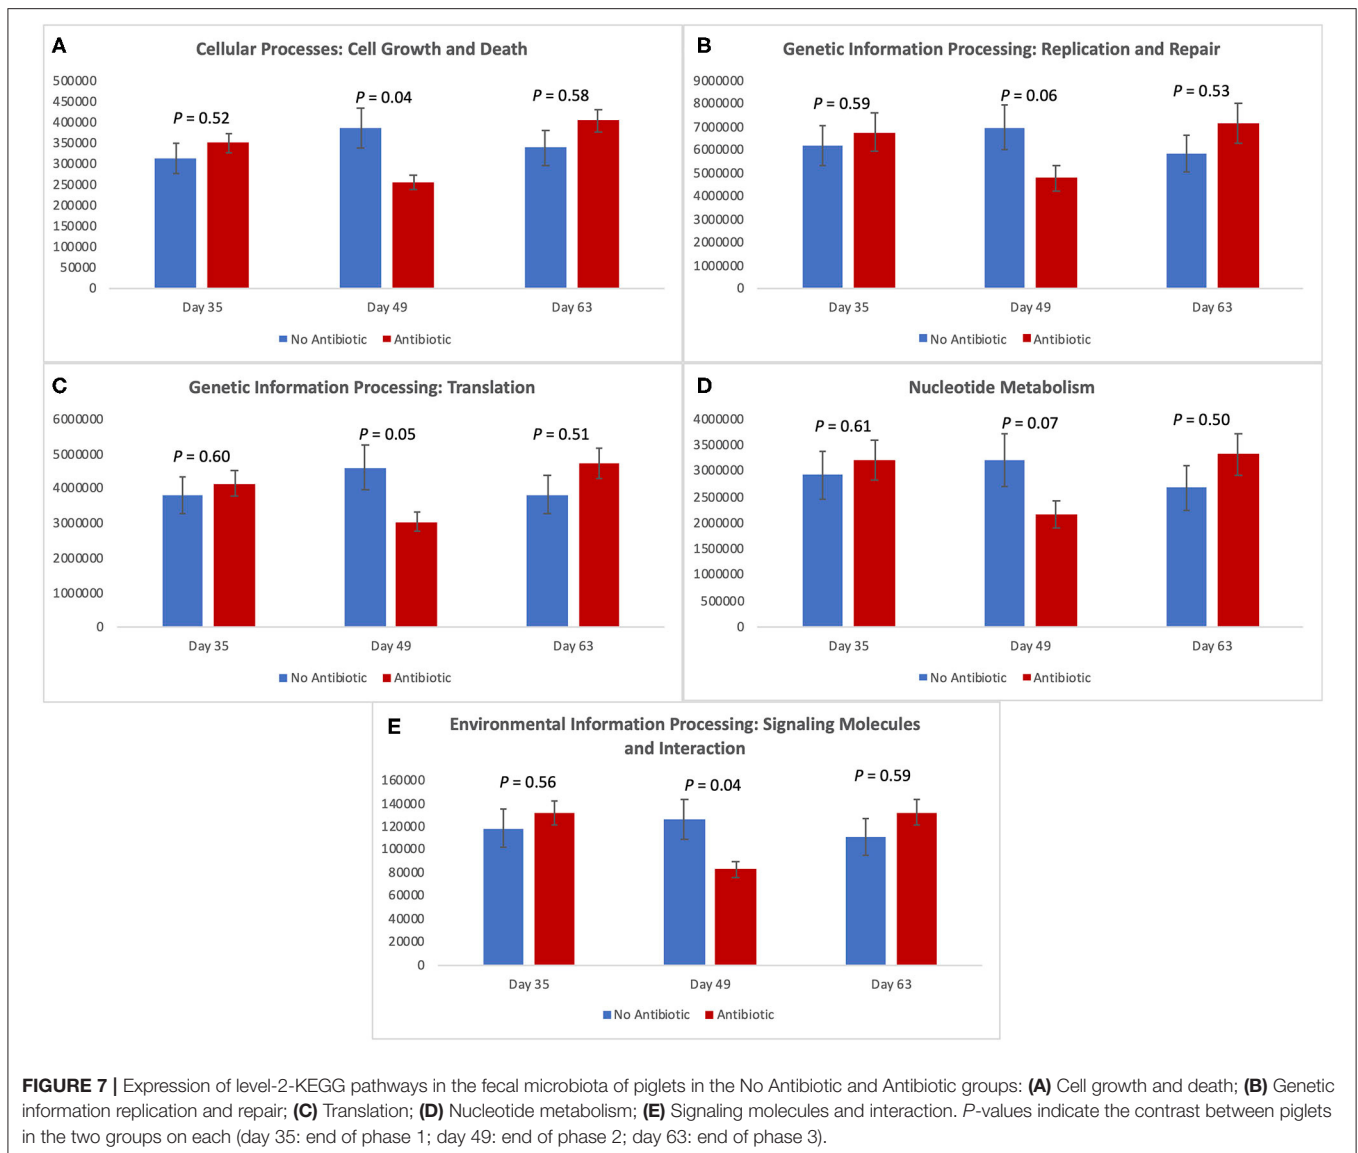 A
Cellular Processes: Cell Growth and Death
500000
450000
400000
350000
300000
250000
200000
150000
100000
50000
0
P = 0.52
P = 0.04
P = 0.58
Day 35
Day 49
Day 63
No Antibiotic
Antibiotic
B
Genetic Information Processing: Replication and Repair
9000000
8000000
7000000
6000000
5000000
4000000
3000000
2000000
1000000
0
P = 0.59
P = 0.06
P = 0.53
Day 35
Day 49
Day 63
No Antibiotic
Antibiotic
C
Genetic Information Processing: Translation
6000000
5000000
4000000
3000000
2000000
1000000
0
P = 0.60
P = 0.05
P = 0.51
Day 35
Day 49
Day 63
No Antibiotic
Antibiotic
D
Nucleotide Metabolism
4000000
3500000
3000000
2500000
2000000
1500000
1000000
500000
0
P = 0.61
P = 0.07
P = 0.50
Day 35
Day 49
Day 63
No Antibiotic
Antibiotic
E
Environmental Information Processing: Signaling Molecules
and Interaction
160000
140000
120000
100000
80000
60000
40000
20000
0
P = 0.56
P = 0.04
P = 0.59
Day 35
Day 49
Day 63
No Antibiotic
Antibiotic
FIGURE 7 | Expression of level-2-KEGG pathways in the fecal microbiota of piglets in the No Antibiotic and Antibiotic groups: (A) Cell growth and death; (B) Genetic
information replication and repair; (C) Translation; (D) Nucleotide metabolism; (E) Signaling molecules and interaction. P-values indicate the contrast between piglets
in the two groups on each (day 35: end of phase 1; day 49: end of phase 2; day 63: end of phase 3).